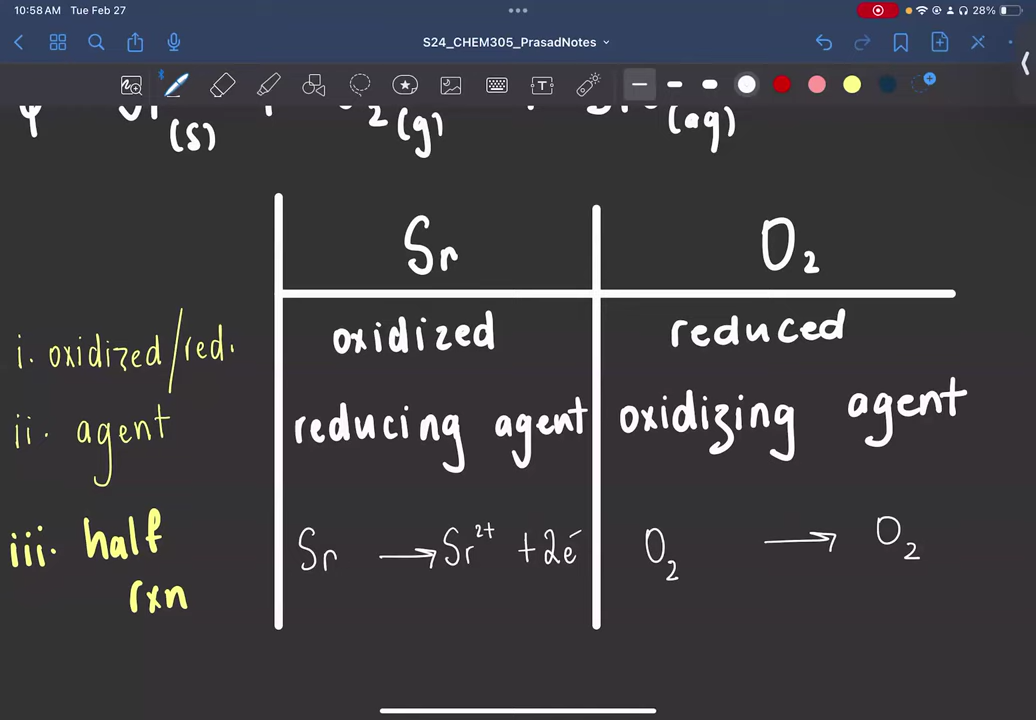 10:58 AM Tue Feb 27
28%
S24_CHEM305_PrasadNotes
(s) 2 (g) (aq)
Sr O₂
i. oxidized/red. oxidized reduced
ii. agent reducing agent oxidizing agent
iii. half rxn Sr → Sr²⁺ + 2e⁻ O₂ → O₂